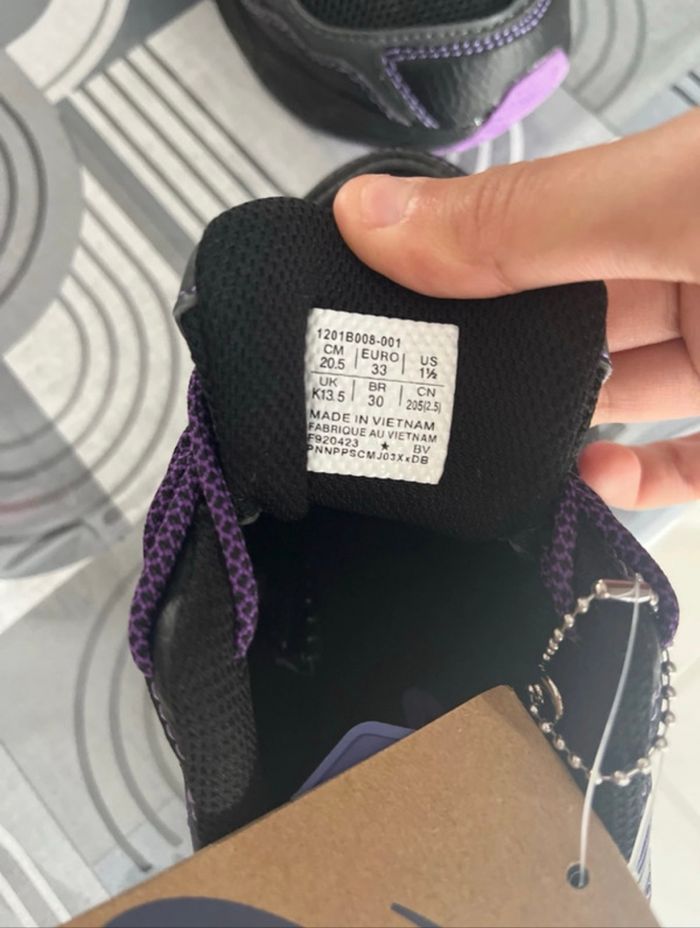 1201B008-001
CM EURO US
20.5 33 1½
UK BR CN
K13.5 30 205(2.5)
MADE IN VIETNAM
FABRIQUE AU VIETNAM
F920423 ★ BV
PNNPPSCMJ03XxDB